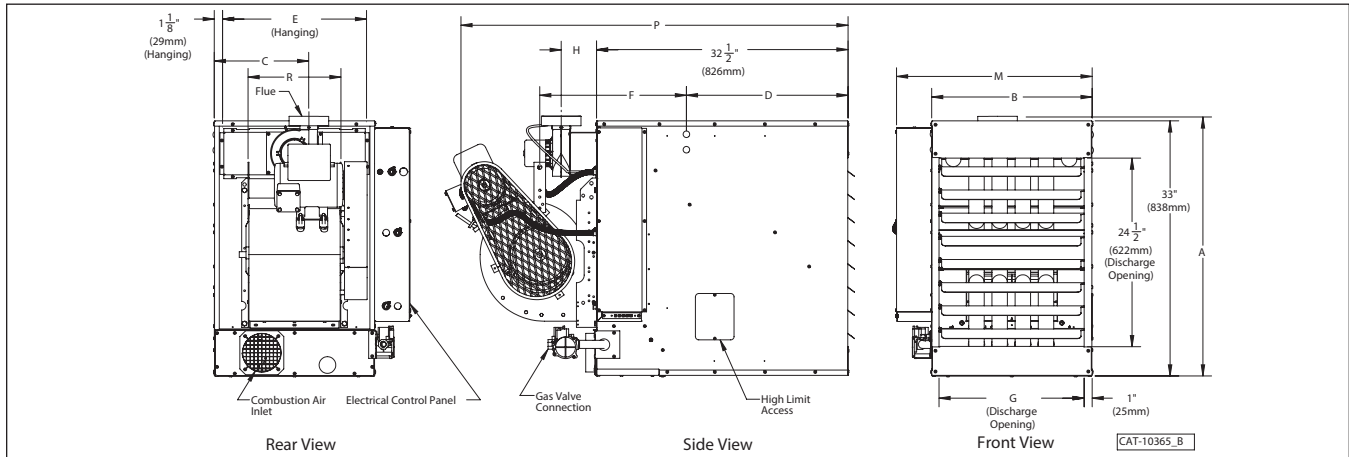 1 1/8"
(29mm)
(Hanging)
E
(Hanging)
C
R
Flue
Combustion Air
Inlet
Electrical Control Panel
Rear View
P
H
32 1/2"
(826mm)
F
D
Gas Valve
Connection
High Limit
Access
Side View
M
B
24 1/2"
(622mm)
(Discharge
Opening)
33"
(838mm)
A
G
(Discharge
Opening)
1"
(25mm)
Front View
CAT-10365_B